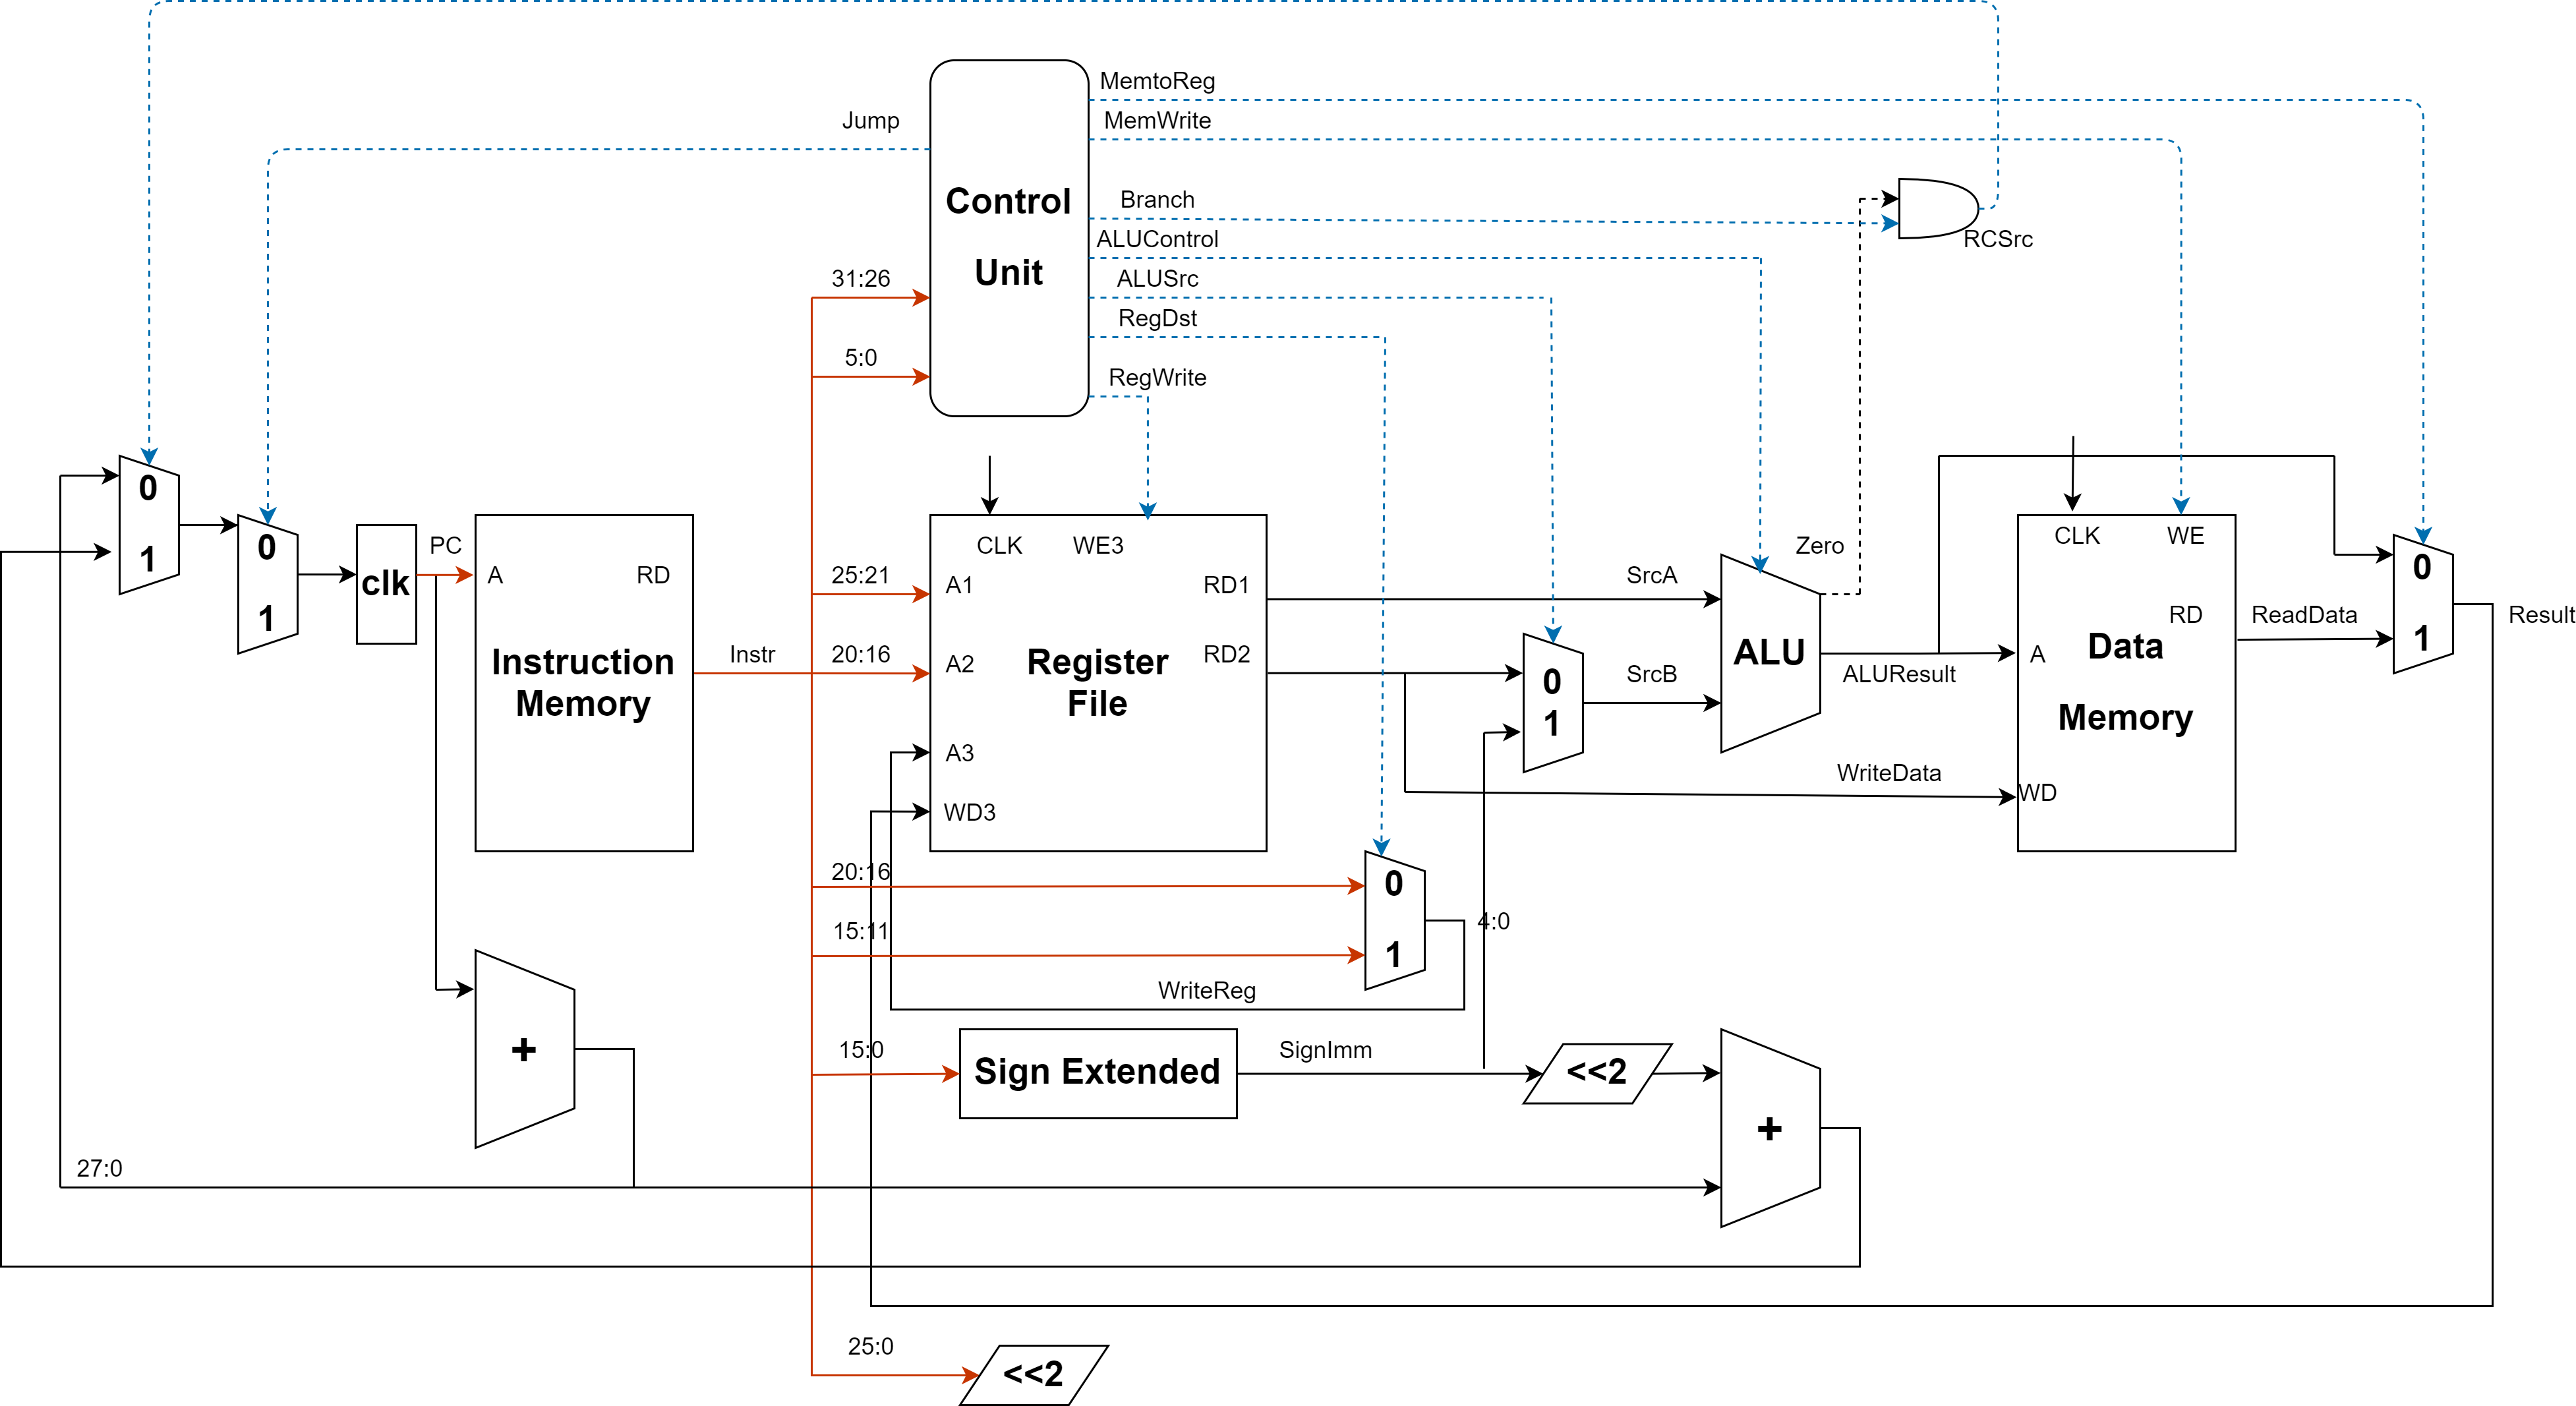 MemtoReg
Jump
MemWrite
Control
Unit
Branch
ALUControl
RCSrc
31:26
ALUSrc
RegDst
5:0
RegWrite
0
1
0
1
clk
PC
A
RD
Instruction
Memory
Instr
CLK
WE3
25:21
A1
RD1
20:16
A2
Register
File
RD2
A3
WD3
SrcA
0
1
SrcB
ALU
Zero
ALUResult
WriteData
CLK
WE
RD
A
Data
Memory
WD
ReadData
0
1
Result
20:16
15:11
0
1
4:0
WriteReg
+
15:0
Sign Extended
SignImm
<<2
+
27:0
25:0
<<2